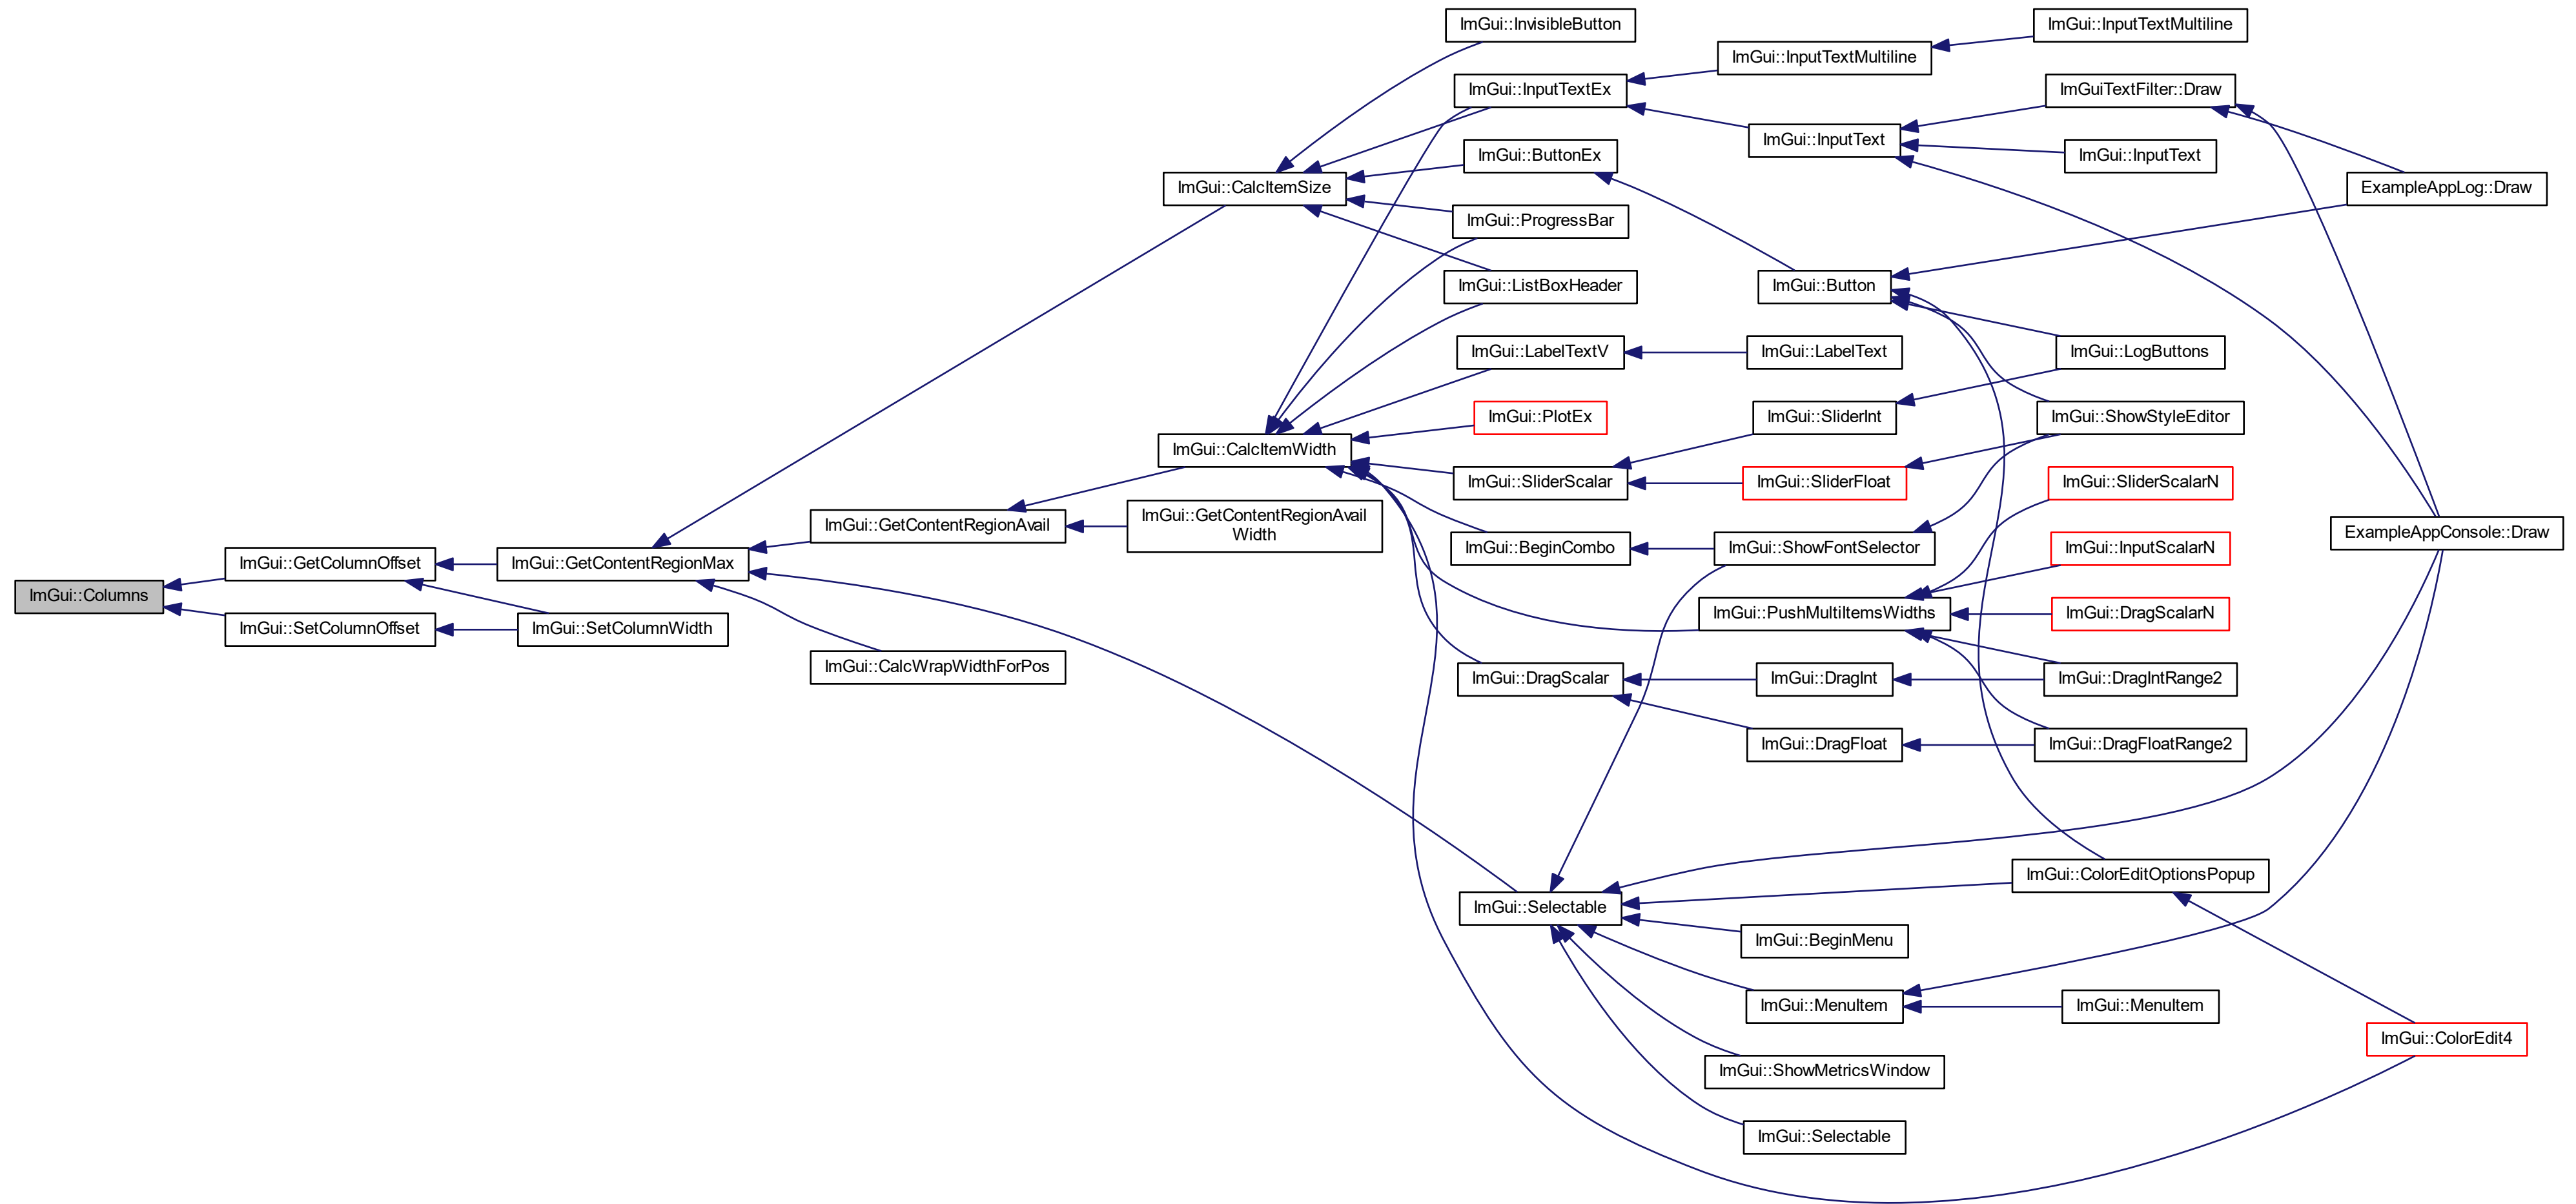 ImGui::Columns
ImGui::GetColumnOffset
ImGui::SetColumnOffset
ImGui::GetContentRegionMax
ImGui::SetColumnWidth
ImGui::GetContentRegionAvail
ImGui::CalcWrapWidthForPos
ImGui::CalcItemSize
ImGui::CalcItemWidth
ImGui::GetContentRegionAvail
Width
ImGui::InvisibleButton
ImGui::InputTextEx
ImGui::ButtonEx
ImGui::ProgressBar
ImGui::ListBoxHeader
ImGui::LabelTextV
ImGui::PlotEx
ImGui::SliderScalar
ImGui::BeginCombo
ImGui::DragScalar
ImGui::Selectable
ImGui::InputTextMultiline
ImGui::InputText
ImGui::Button
ImGui::LabelText
ImGui::SliderInt
ImGui::SliderFloat
ImGui::ShowFontSelector
ImGui::PushMultiItemsWidths
ImGui::DragInt
ImGui::DragFloat
ImGui::BeginMenu
ImGui::MenuItem
ImGui::ShowMetricsWindow
ImGui::Selectable
ImGui::InputTextMultiline
ImGuiTextFilter::Draw
ImGui::InputText
ImGui::LogButtons
ImGui::ShowStyleEditor
ImGui::SliderScalarN
ImGui::InputScalarN
ImGui::DragScalarN
ImGui::DragIntRange2
ImGui::DragFloatRange2
ImGui::ColorEditOptionsPopup
ImGui::MenuItem
ExampleAppLog::Draw
ExampleAppConsole::Draw
ImGui::ColorEdit4